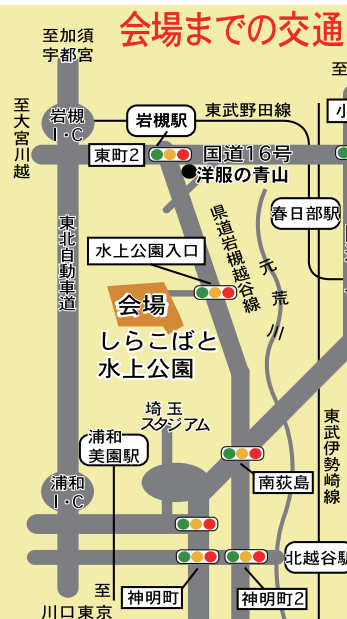 会場までの交通
至加須
宇都宮
至
至大宮川越
岩槻
I・C
岩槻駅
東武野田線
東町2
国道16号
洋服の青山
春日部駅
東北自動車道
県道岩槻越谷線
元荒川
水上公園入口
会場
しらこばと
水上公園
埼玉
スタジアム
浦和
美園駅
東武伊勢崎線
南荻島
浦和
I・C
北越谷駅
至
川口東京
神明町
神明町2